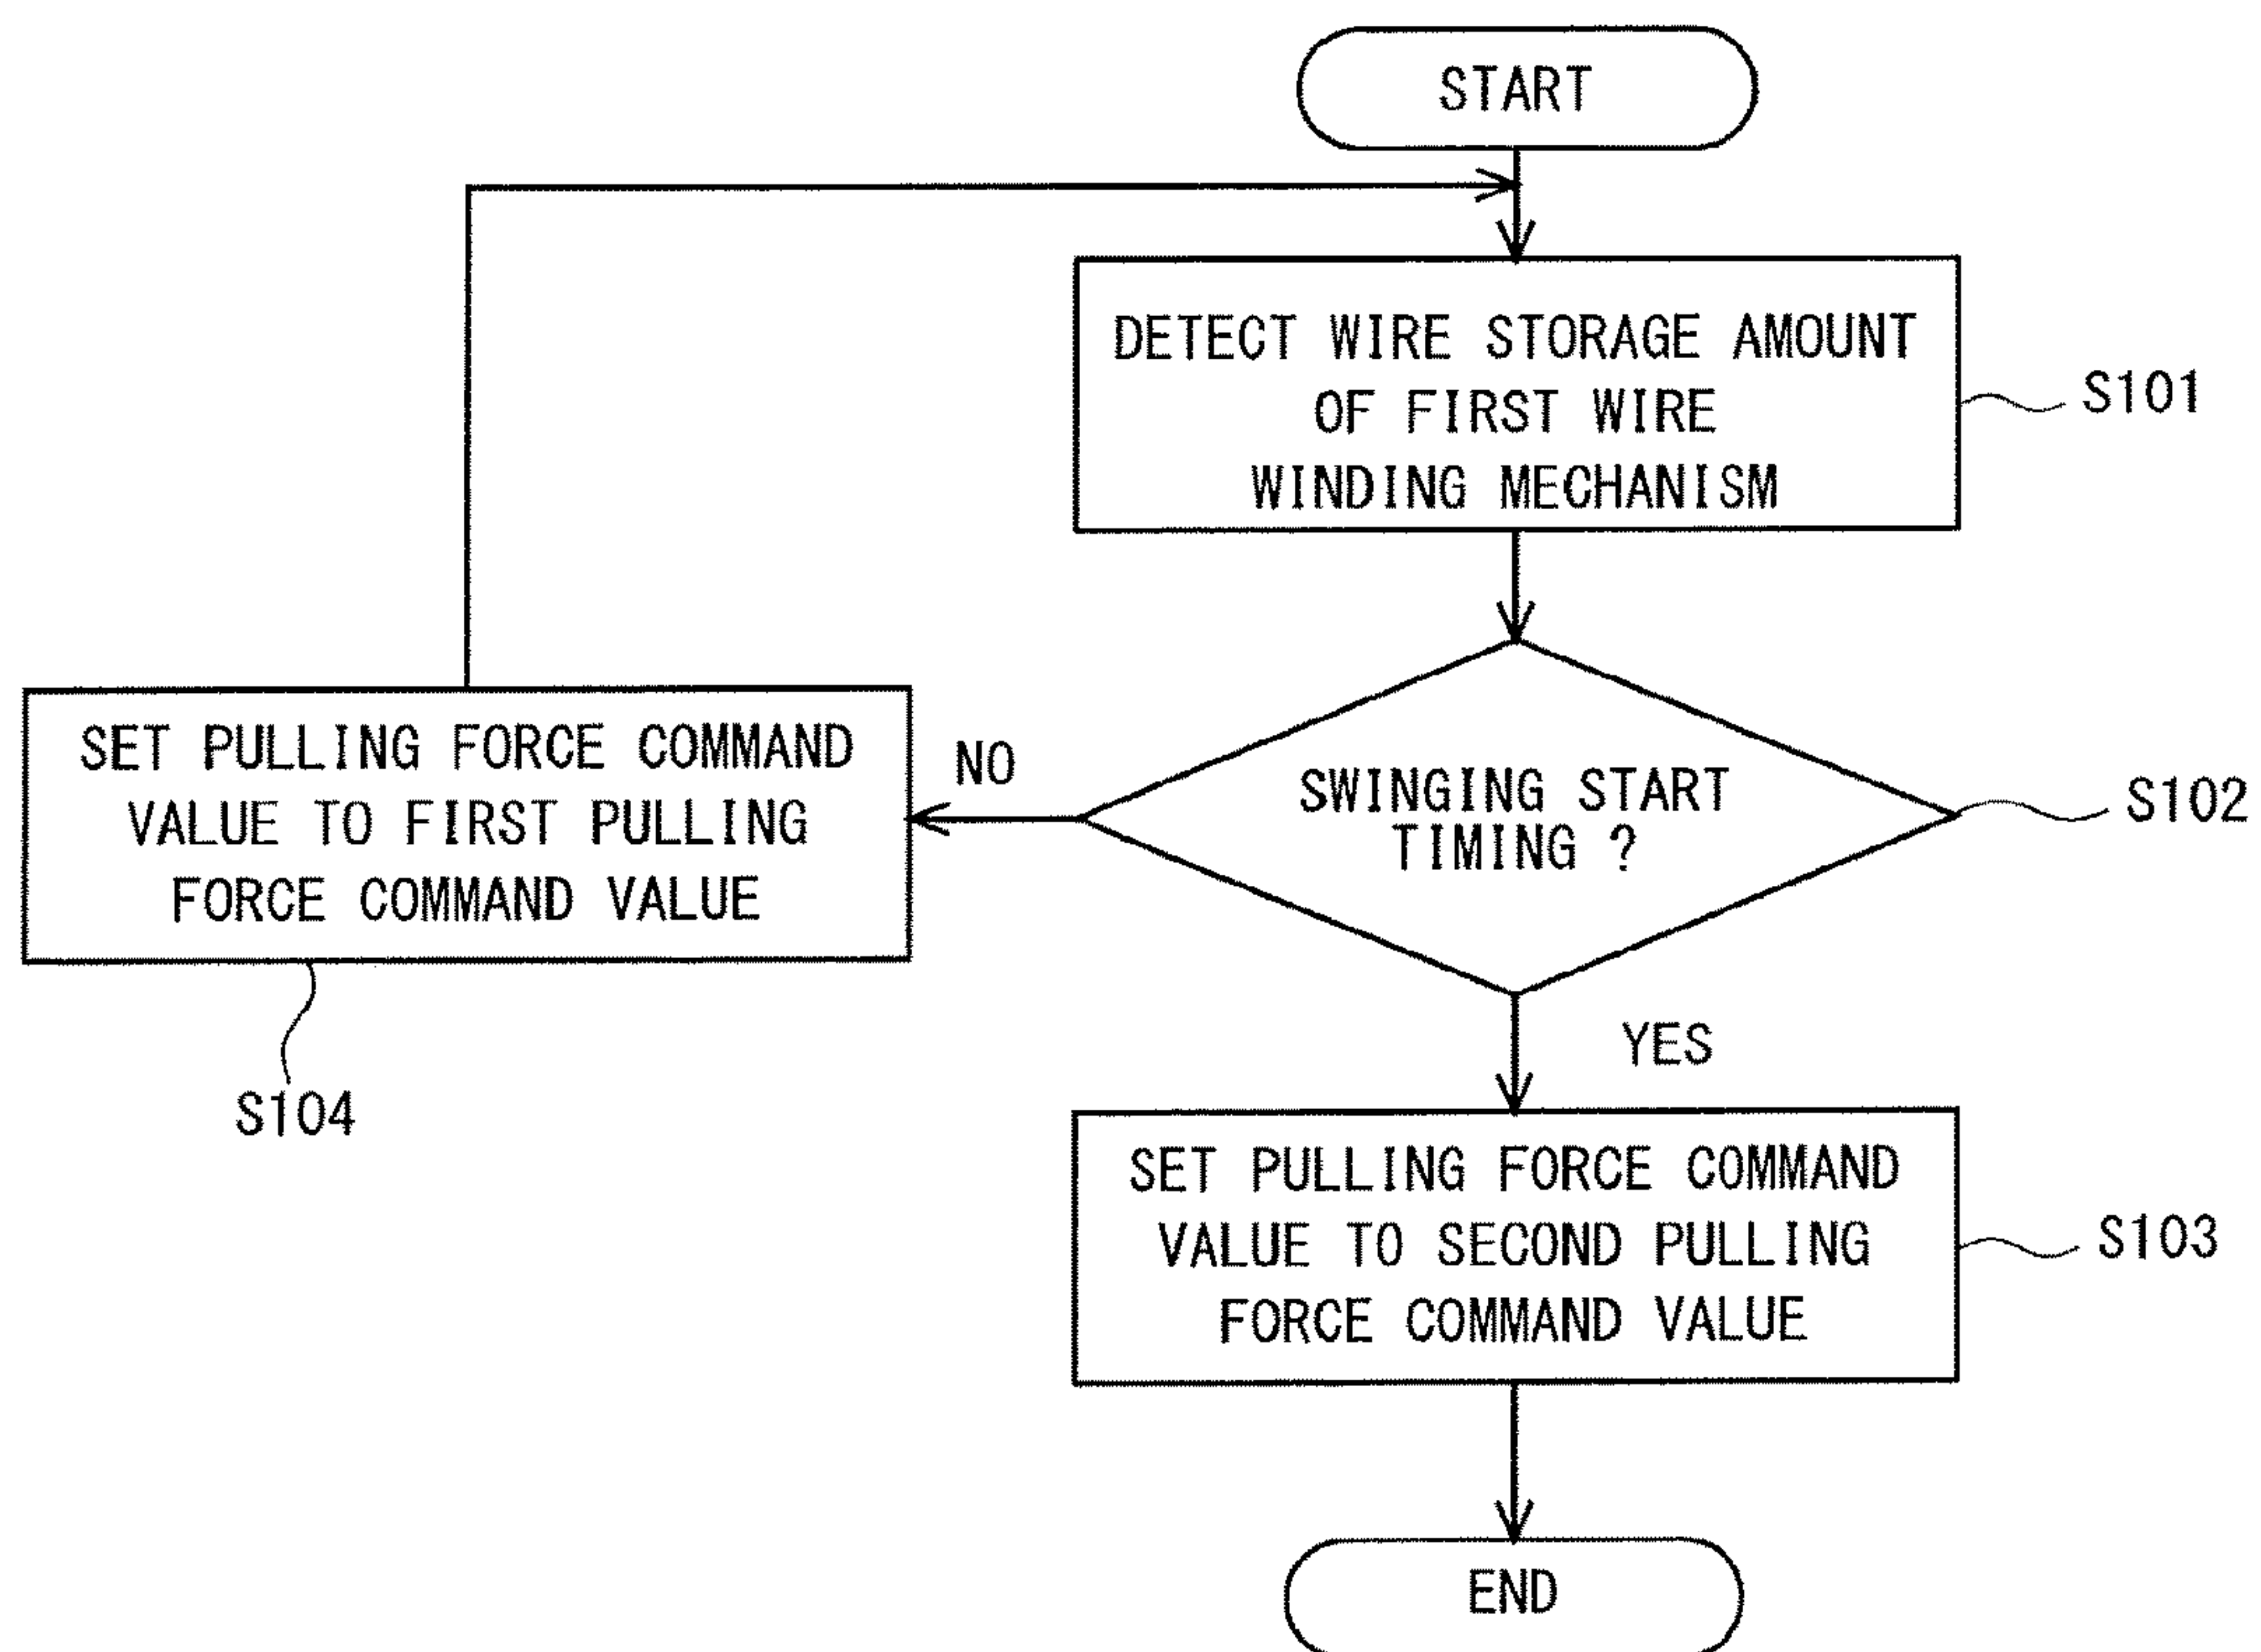 START
DETECT WIRE STORAGE AMOUNT
OF FIRST WIRE
WINDING MECHANISM
S101
SWINGING START
TIMING ?
S102
NO
SET PULLING FORCE COMMAND
VALUE TO FIRST PULLING
FORCE COMMAND VALUE
S104
YES
SET PULLING FORCE COMMAND
VALUE TO SECOND PULLING
FORCE COMMAND VALUE
S103
END